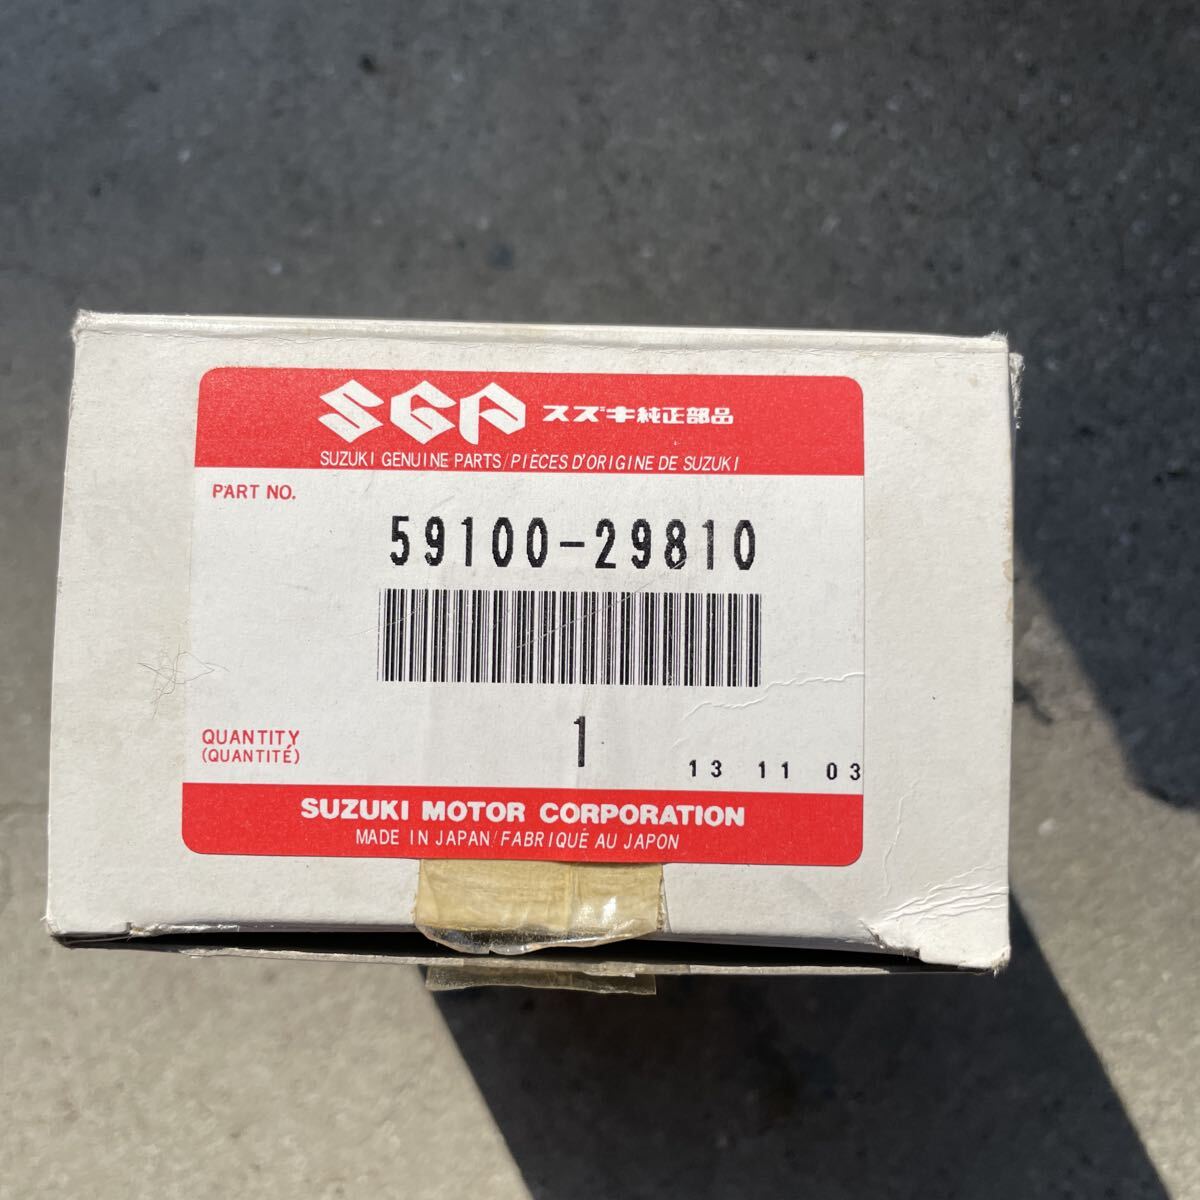 SGP スズキ純正部品
SUZUKI GENUINE PARTS/PIÈCES D'ORIGINE DE SUZUKI
PART NO.
59100-29810
1
QUANTITY
(QUANTITÉ)
13 11 03
SUZUKI MOTOR CORPORATION
MADE IN JAPAN/FABRIQUÉ AU JAPON